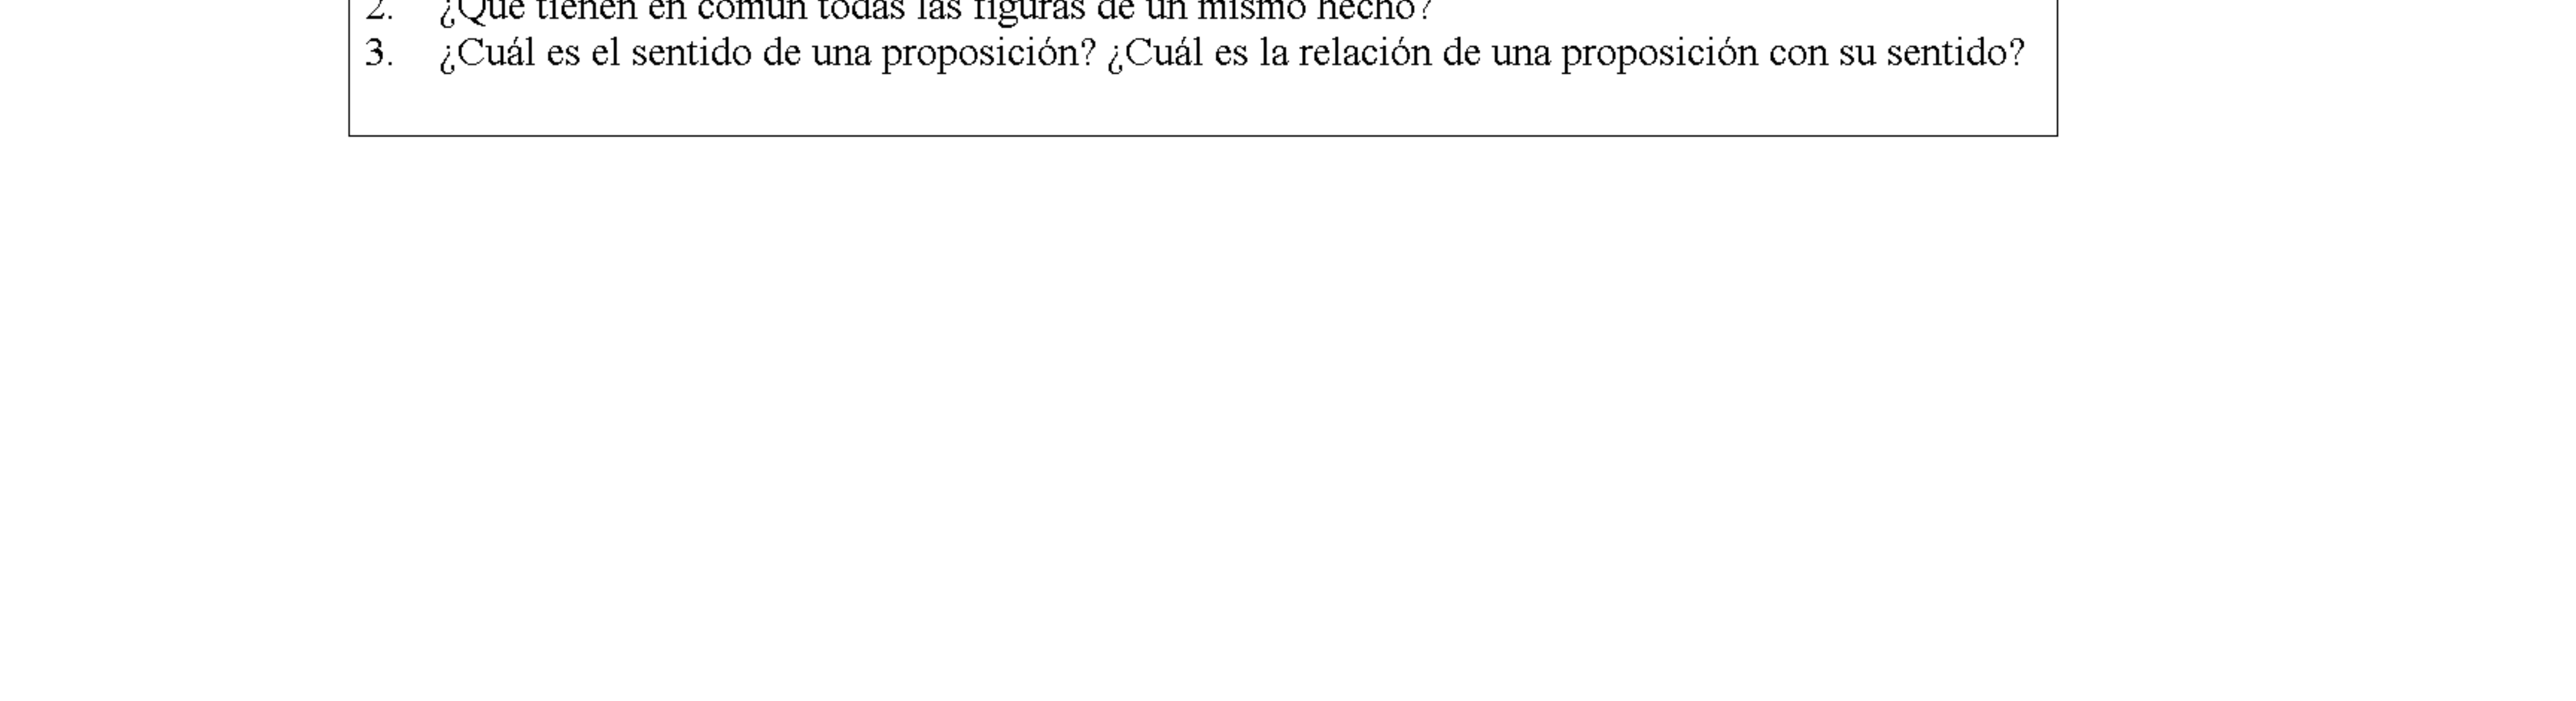 2. ¿Qué tienen en común todas las figuras de un mismo hecho?
3. ¿Cuál es el sentido de una proposición? ¿Cuál es la relación de una proposición con su sentido?